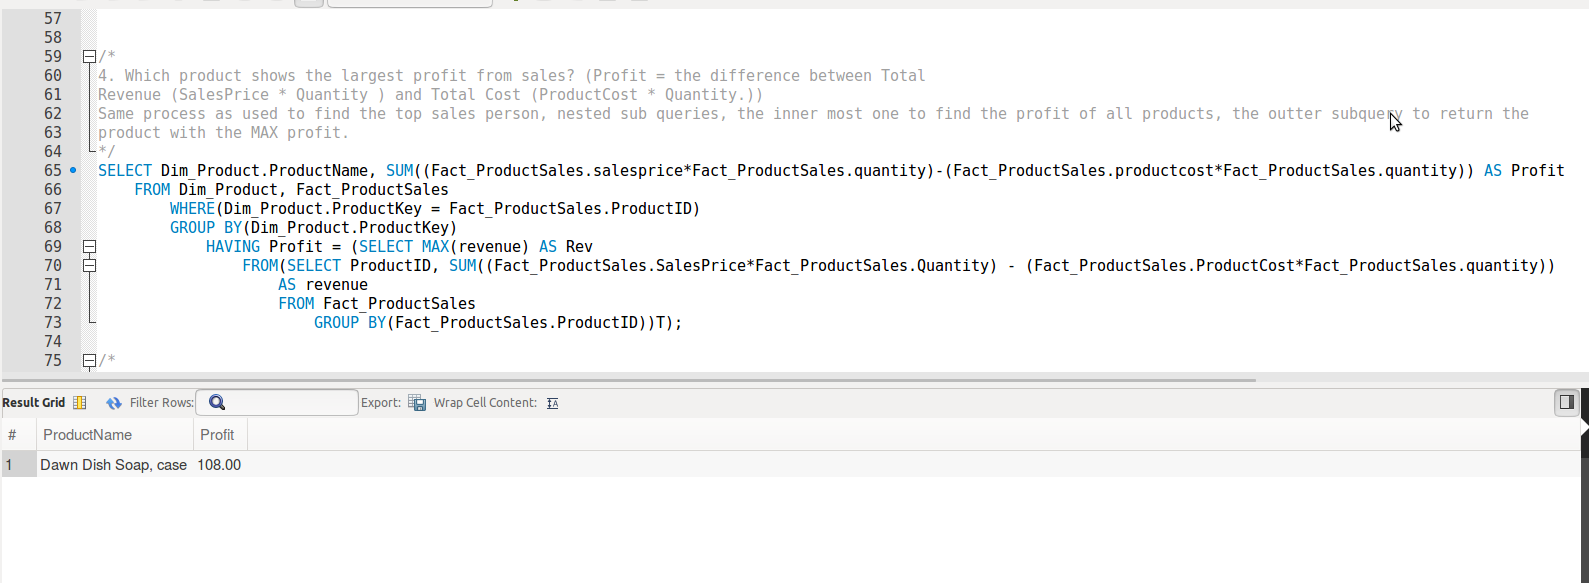 57
58
59 /*
60 4. Which product shows the largest profit from sales? (Profit = the difference between Total
61 Revenue (SalesPrice * Quantity ) and Total Cost (ProductCost * Quantity.))
62 Same process as used to find the top sales person, nested sub queries, the inner most one to find the profit of all products, the outter subquery to return the
63 product with the MAX profit.
64 */
65 SELECT Dim_Product.ProductName, SUM((Fact_ProductSales.salesprice*Fact_ProductSales.quantity)-(Fact_ProductSales.productcost*Fact_ProductSales.quantity)) AS Profit
66 FROM Dim_Product, Fact_ProductSales
67 WHERE(Dim_Product.ProductKey = Fact_ProductSales.ProductID)
68 GROUP BY(Dim_Product.ProductKey)
69 HAVING Profit = (SELECT MAX(revenue) AS Rev
70 FROM(SELECT ProductID, SUM((Fact_ProductSales.SalesPrice*Fact_ProductSales.Quantity) - (Fact_ProductSales.ProductCost*Fact_ProductSales.quantity))
71 AS revenue
72 FROM Fact_ProductSales
73 GROUP BY(Fact_ProductSales.ProductID))T);
74
75 /*
Result Grid Filter Rows: Export: Wrap Cell Content:
# ProductName Profit
1 Dawn Dish Soap, case 108.00